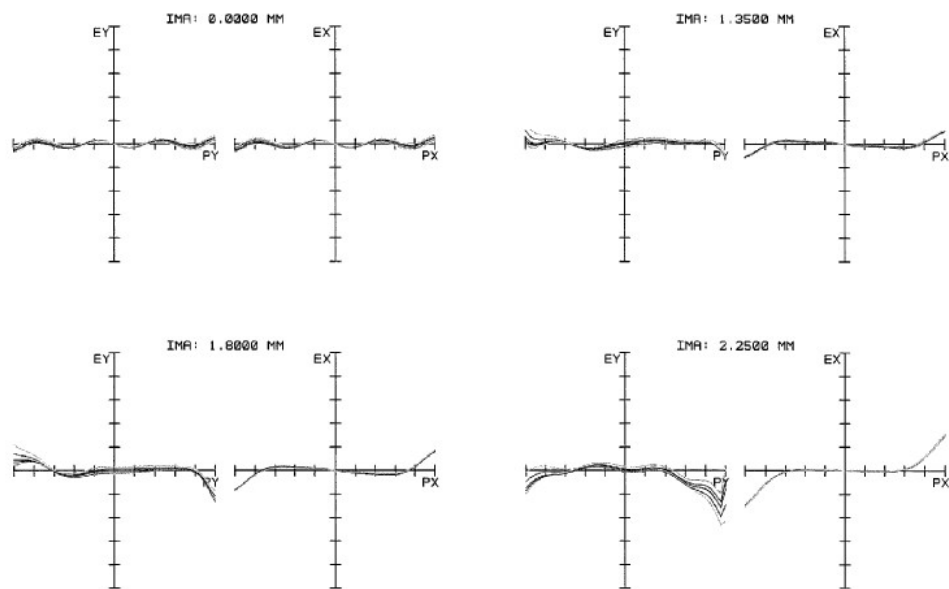 IMA: 0.0000 MM
EY
EX
PY
PX
IMA: 1.3500 MM
EY
EX
PY
PX
IMA: 1.8000 MM
EY
EX
PY
PX
IMA: 2.2500 MM
EY
EX
PY
PX